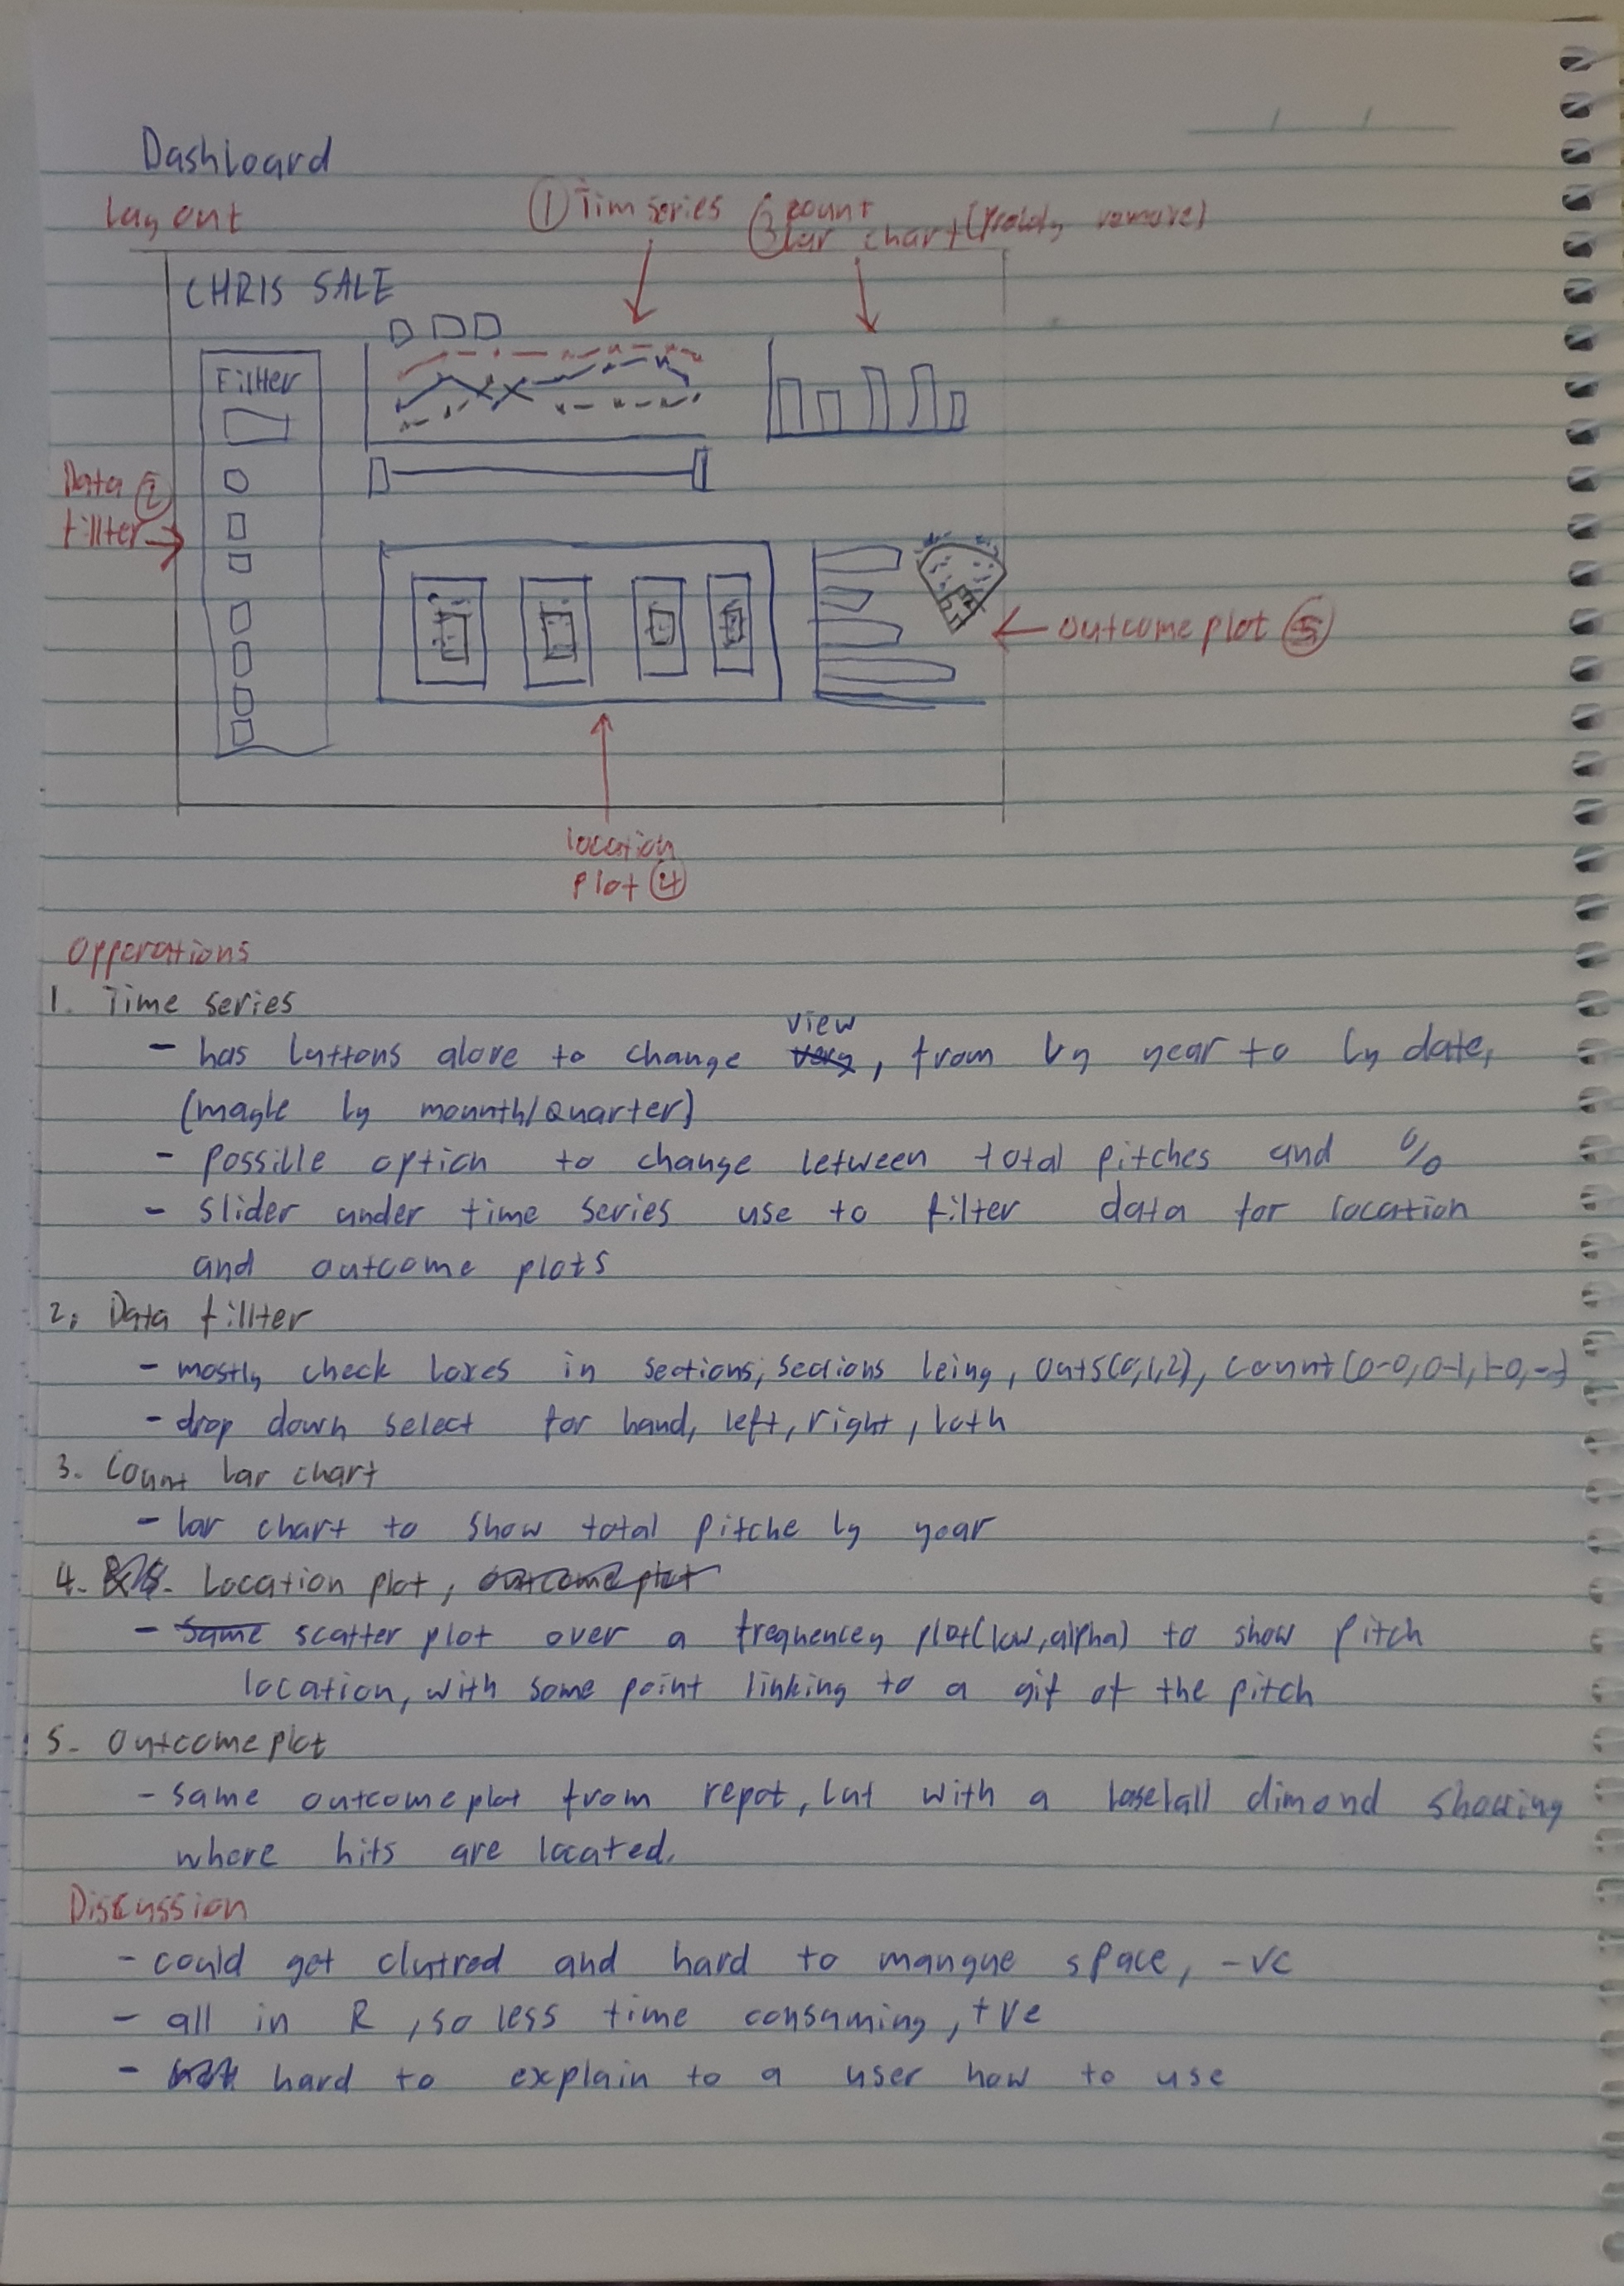 Dashboard
layout
① Tim series
③ count
bar chart (probbly remove)
CHRIS SALE
Fillter
Data ②
fillter
outcome plot ⑤
location
plot ④
Opperations
1. Time series
- has buttons above to change view, from by year to by date,
(maybe by mounth/quarter)
- possible option to change between total pitches and %
- slider under time series use to filter data for location
and outcome plots
2. Data fillter
- mostly check boxes in sections, sections being, outs(0,1,2), count(0-0,0-1,1-0,-)
- drop down select for hand, left, right, both
3. Count bar chart
- bar chart to show total pitche by year
4. Location plot, outcome plot
- same scatter plot over a frequencey plot(low,alpha) to show pitch
location, with some point linking to a gif of the pitch
5. Outcome plot
- same outcome plot from repot, but with a baseball dimond showing
where hits are located.
Discussion
- could get clutred and hard to mangue space, -ve
- all in R, so less time consuming, +ve
- hard to explain to a user how to use